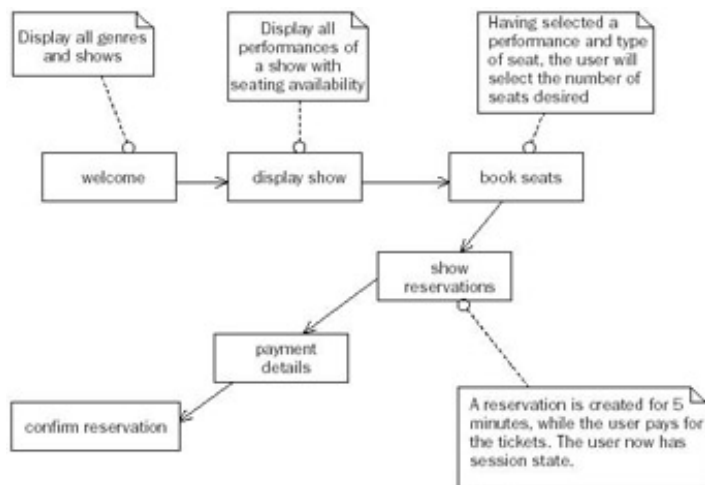 Display all genres
and shows
Display all
performances of
a show with
seating availability
Having selected a
performance and type
of seat, the user will
select the number of
seats desired
welcome
display show
book seats
show
reservations
payment
details
confirm reservation
A reservation is created for 5
minutes, while the user pays for
the tickets. The user now has
session state.